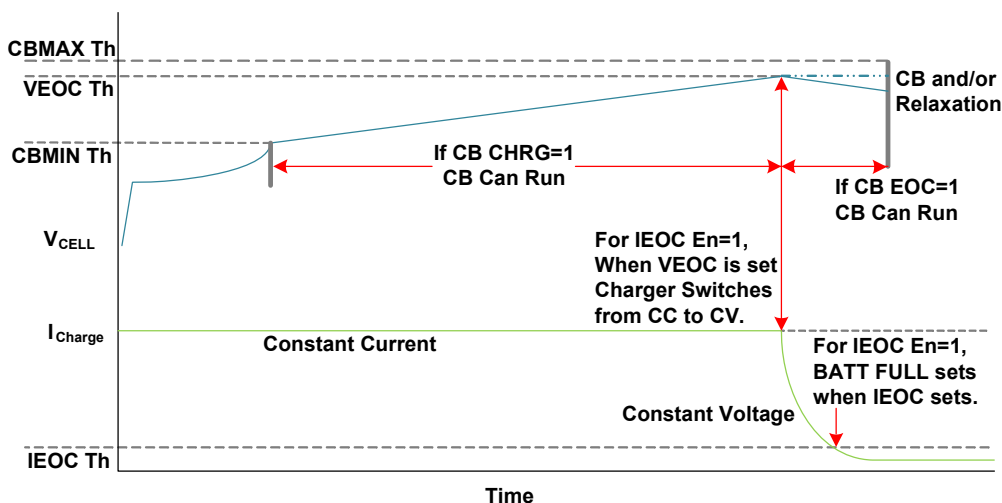 CBMAX Th
VEOC Th
CB and/or
Relaxation
CBMIN Th
If CB CHRG=1
CB Can Run
If CB EOC=1
CB Can Run
VCELL
For IEOC En=1,
When VEOC is set
Charger Switches
from CC to CV.
ICharge
Constant Current
For IEOC En=1,
BATT FULL sets
when IEOC sets.
Constant Voltage
IEOC Th
Time